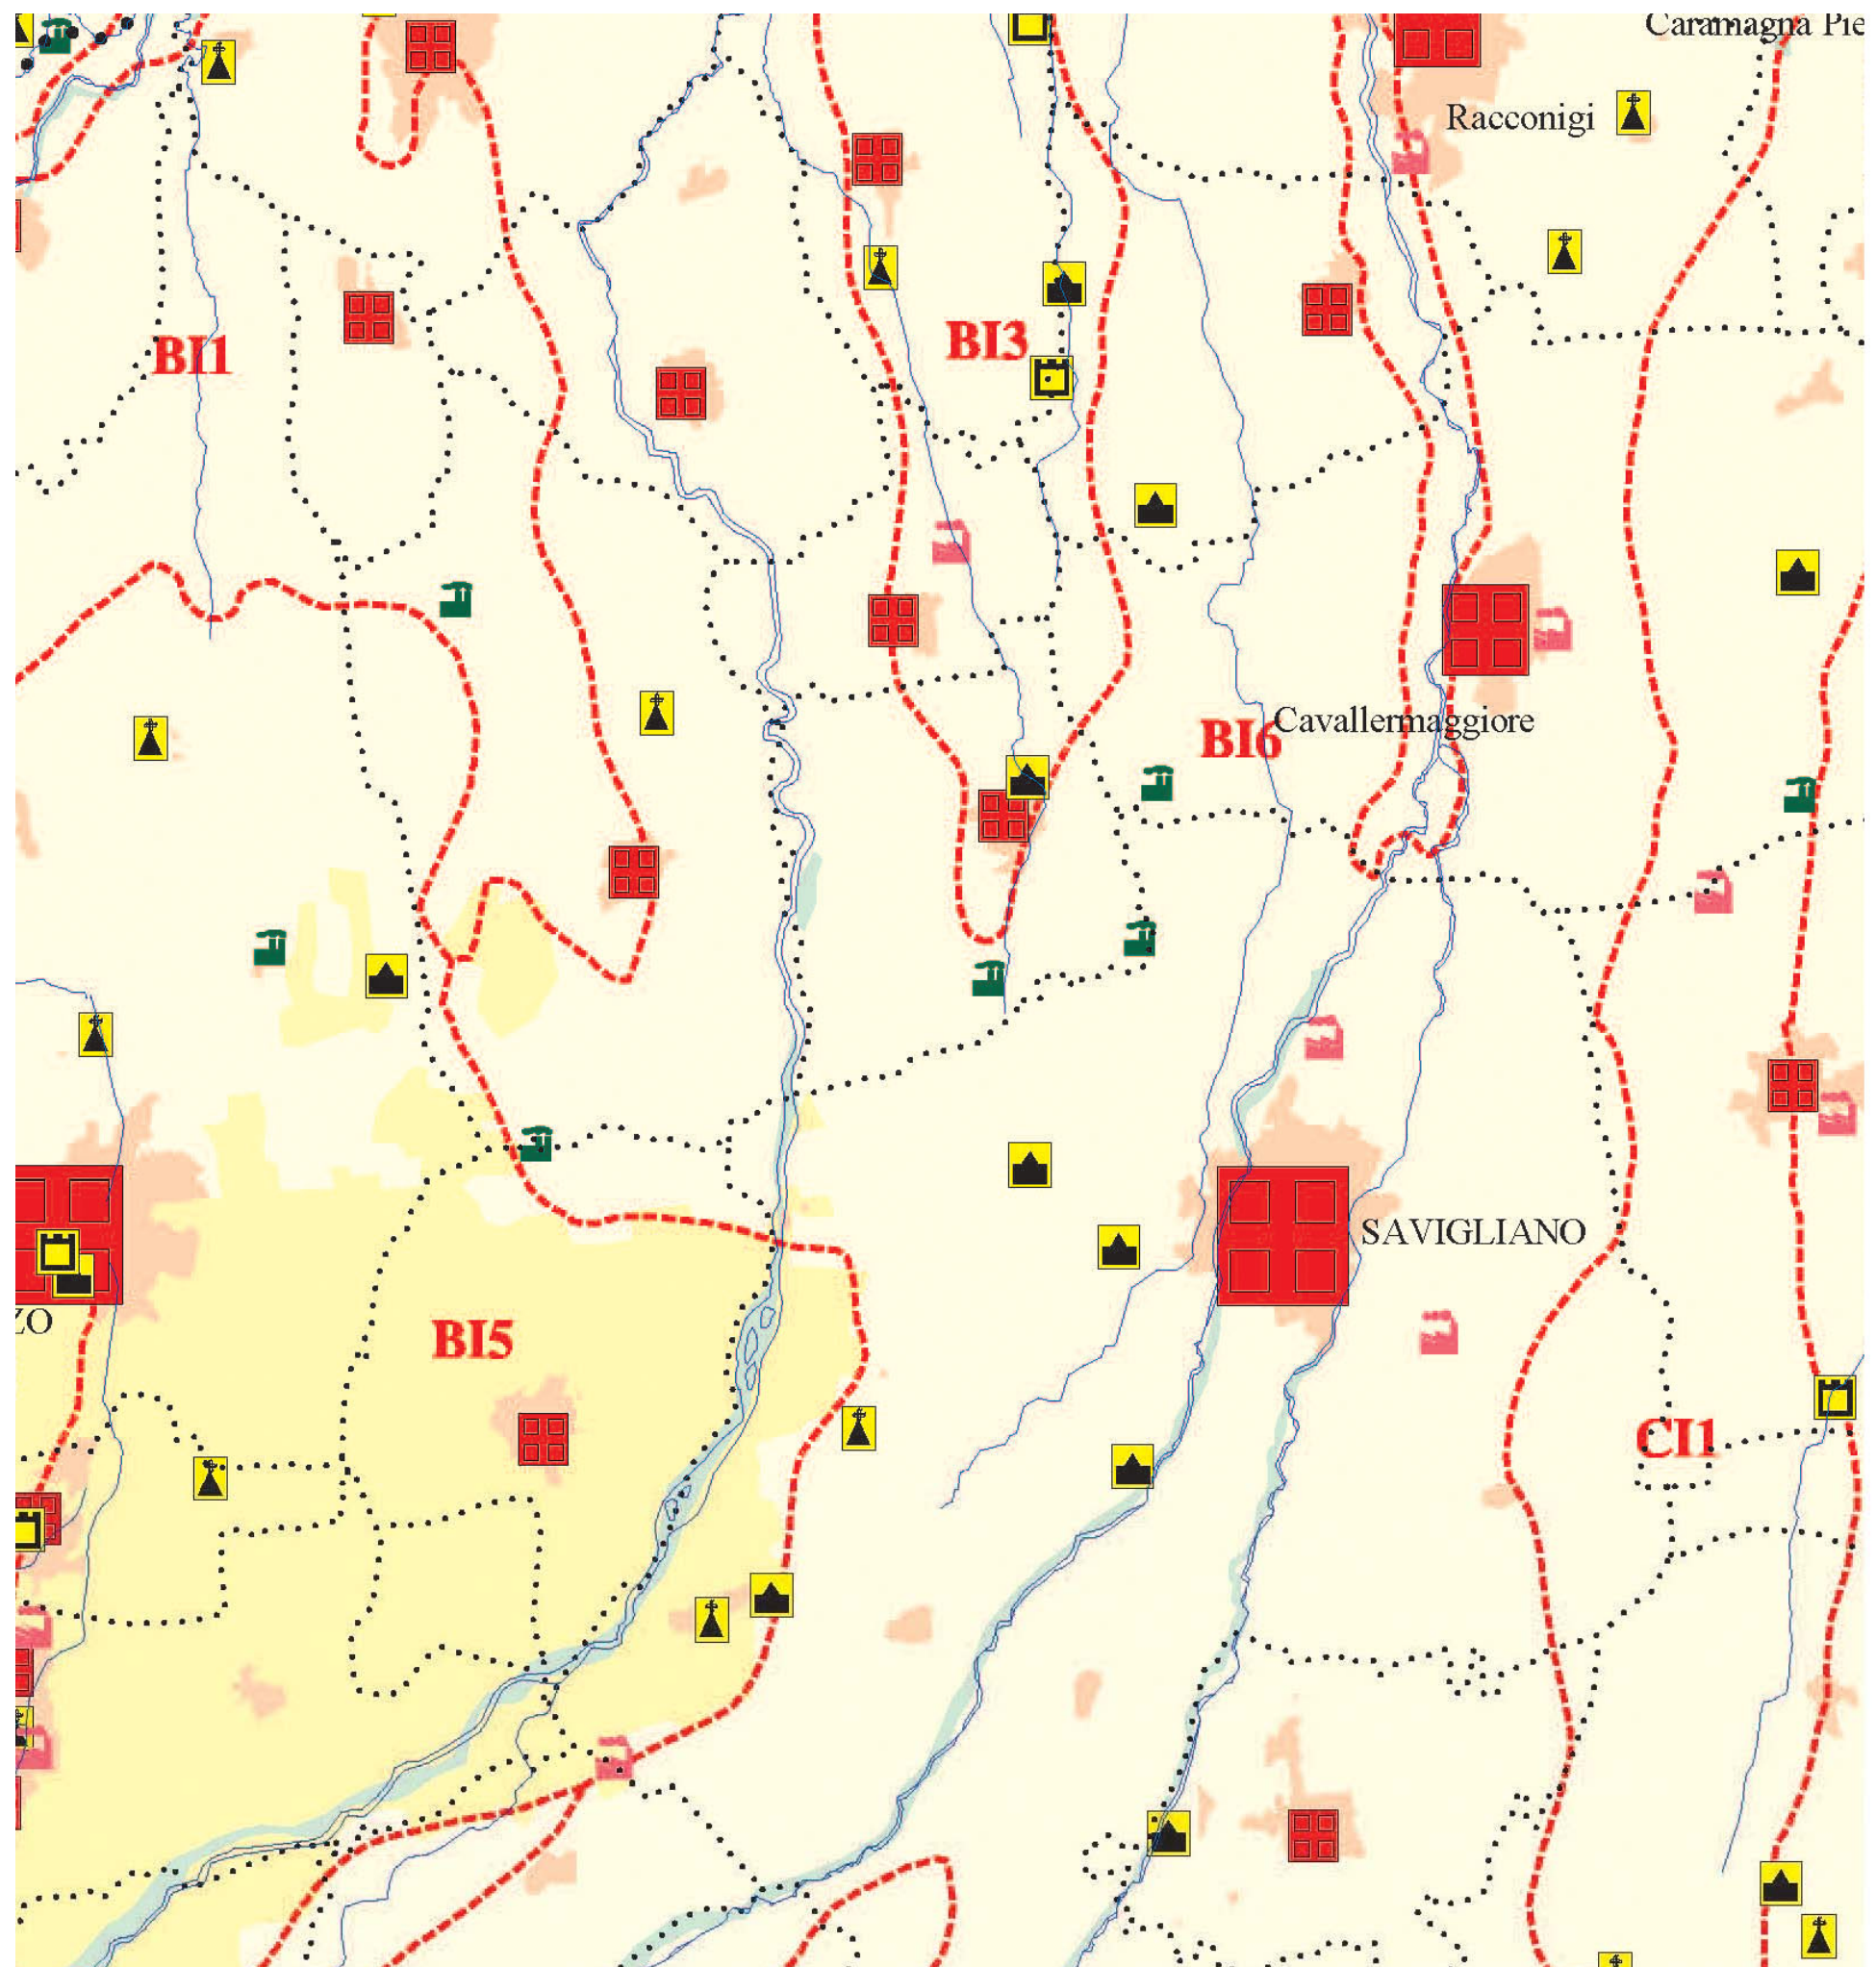 Caramagna Pie
Racconigi
BI1
BI3
BI6
Cavallermaggiore
SAVIGLIANO
ZO
BI5
CI1